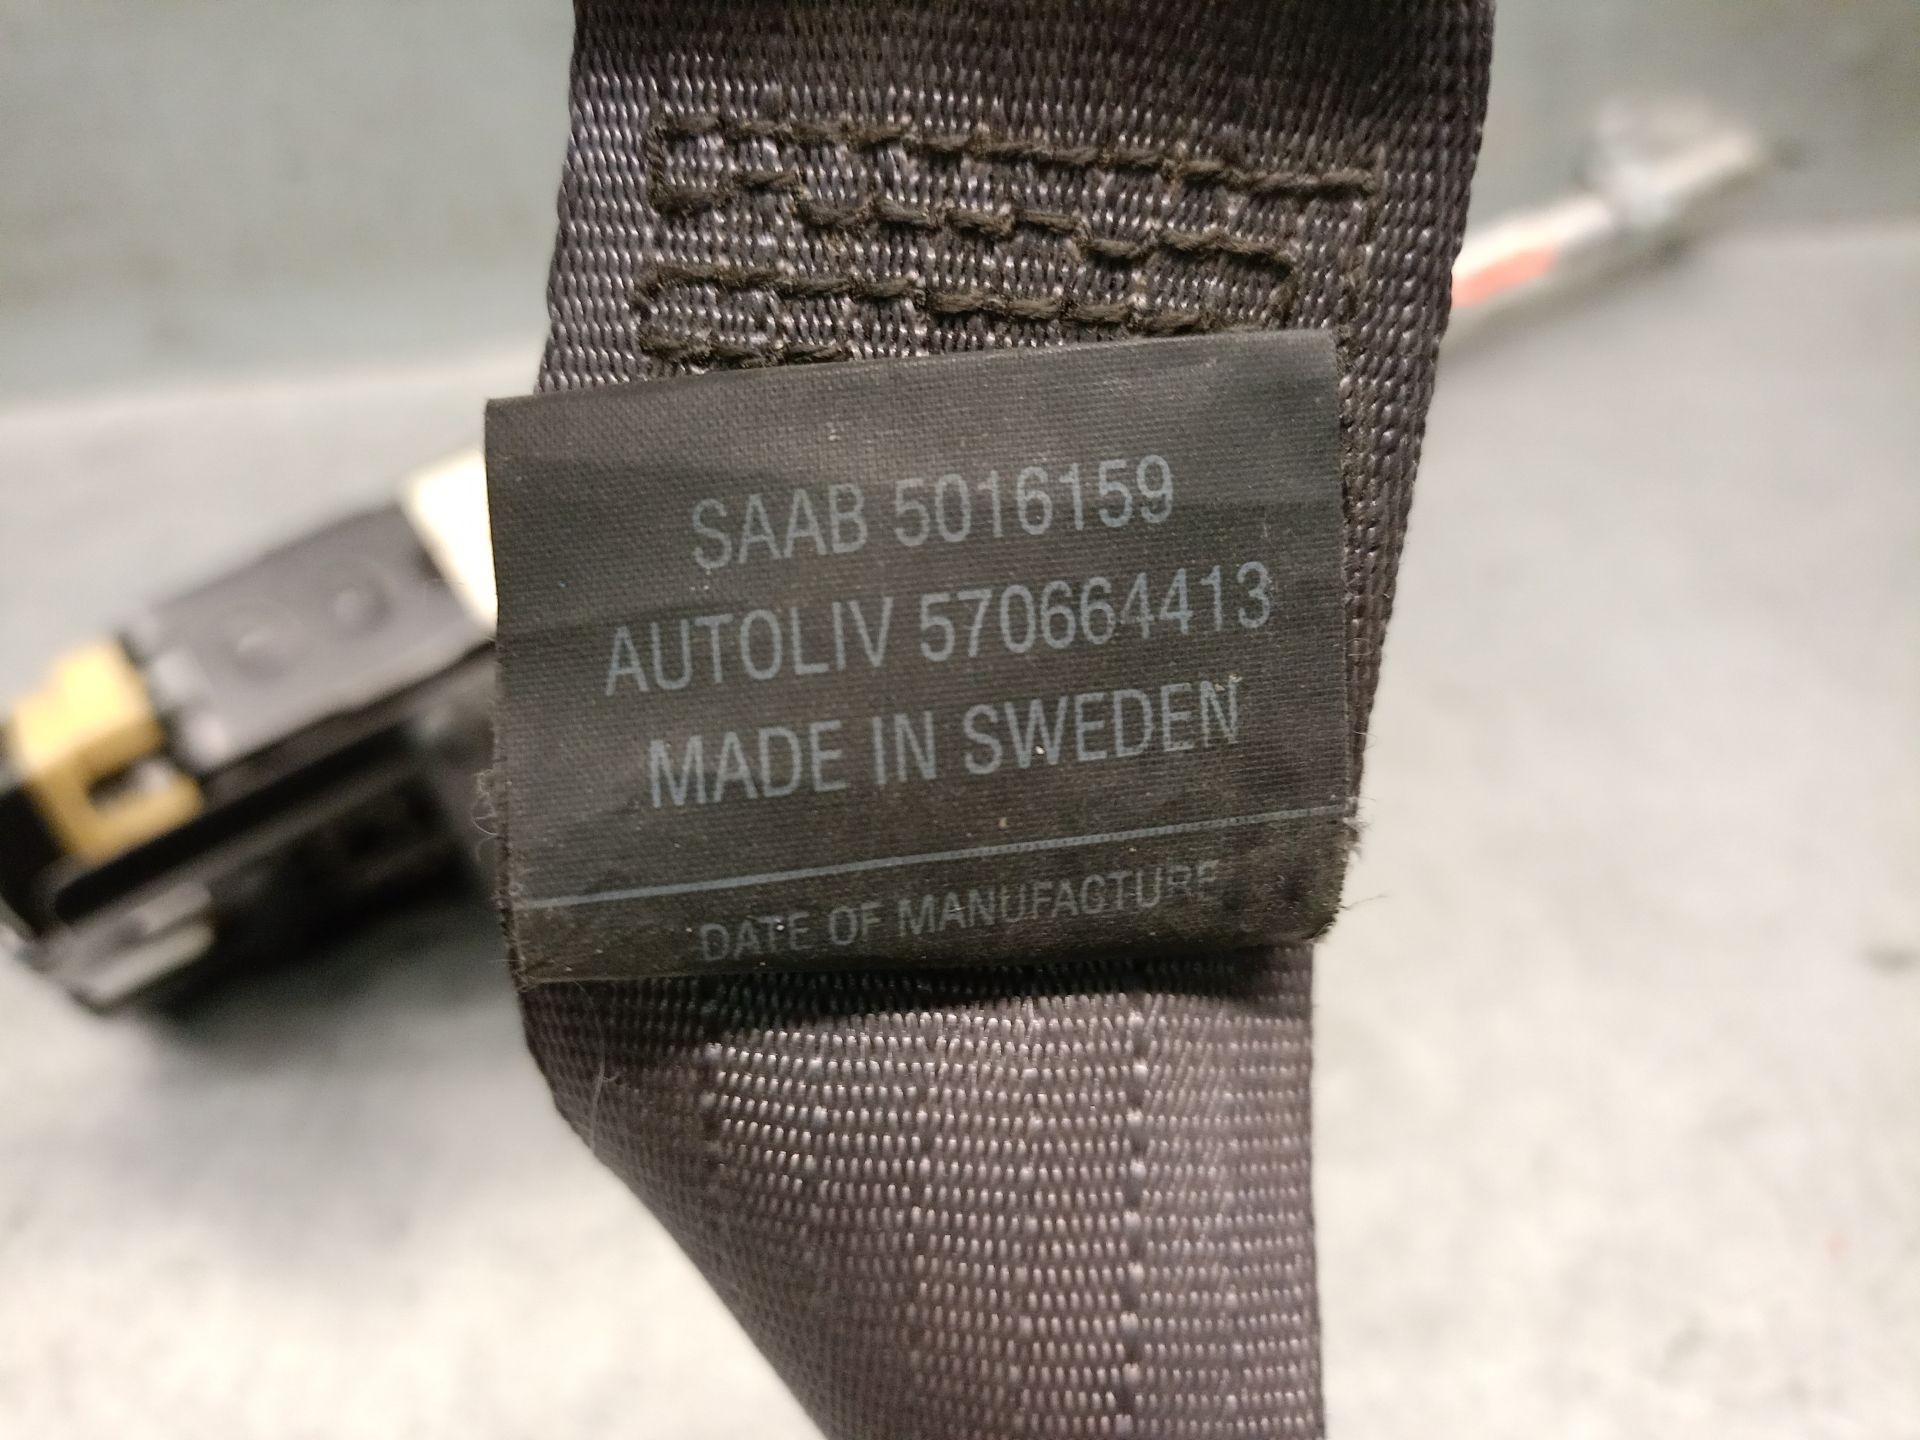 SAAB 5016159
AUTOLIV 570664413
MADE IN SWEDEN
DATE OF MANUFACTURE